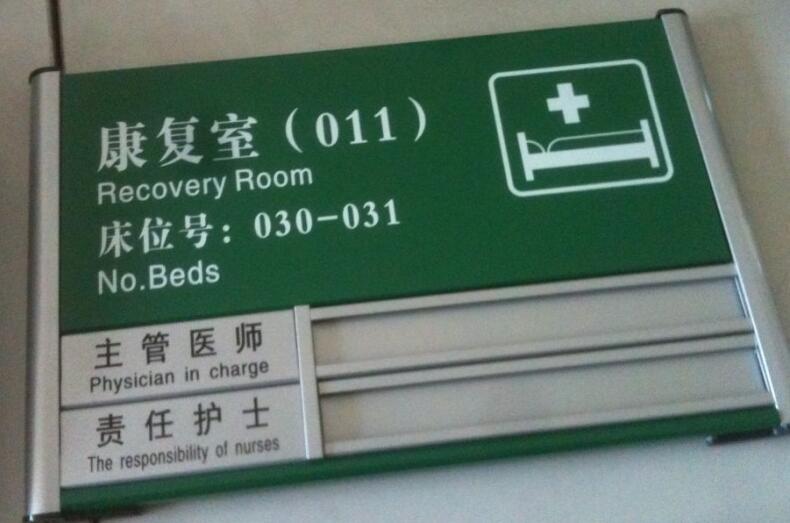 康复室（011）
Recovery Room
床位号：030-031
No.Beds
主管医师
Physician in charge
责任护士
The responsibility of nurses